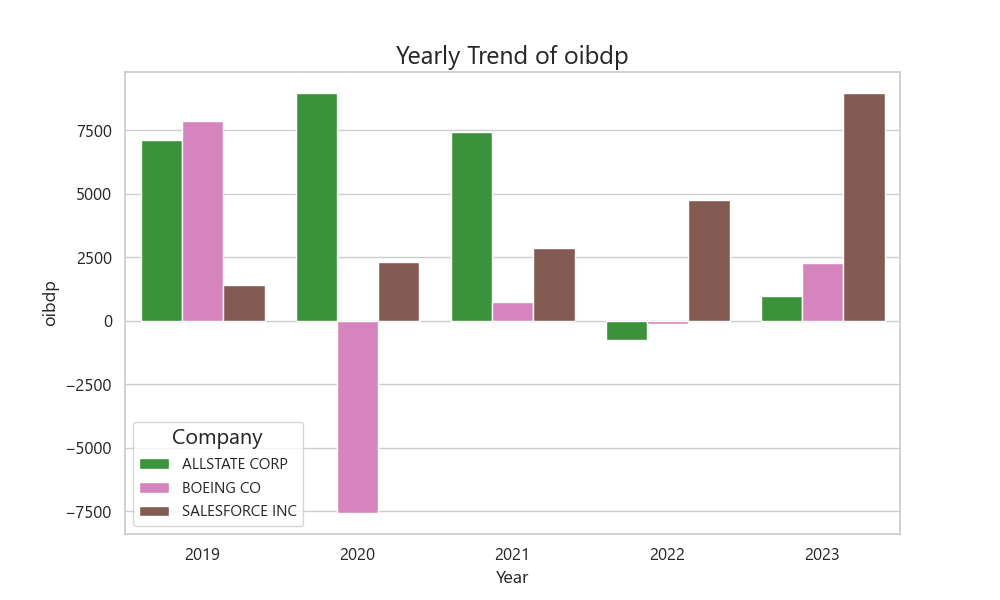 Yearly Trend of oibdp
oibdp
7500
5000
2500
0
−2500
−5000
−7500
Company
ALLSTATE CORP
BOEING CO
SALESFORCE INC
2019 2020 2021 2022 2023
Year